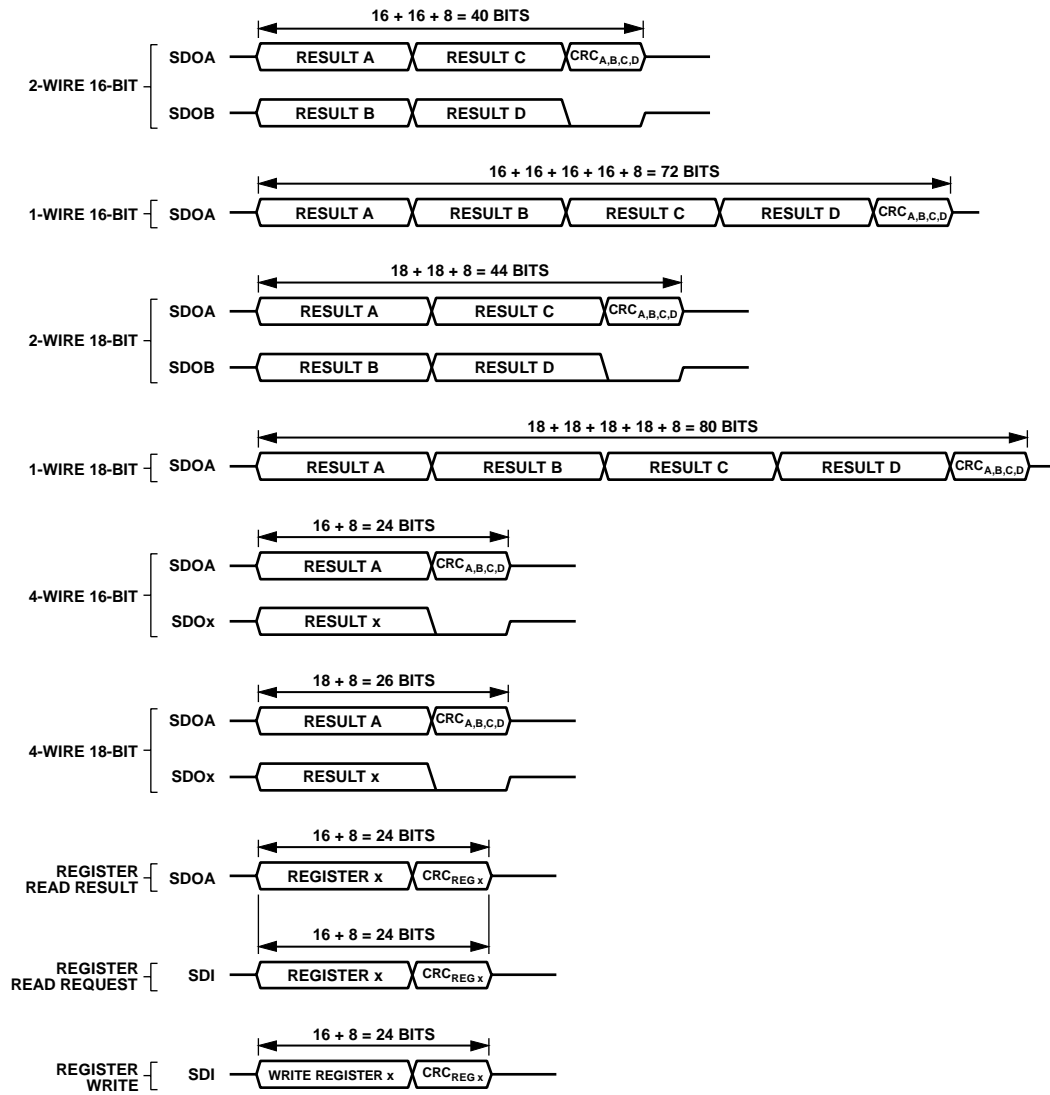 16 + 16 + 8 = 40 BITS
2-WIRE 16-BIT
SDOA RESULT A RESULT C CRCA,B,C,D
SDOB RESULT B RESULT D
16 + 16 + 16 + 16 + 8 = 72 BITS
1-WIRE 16-BIT SDOA RESULT A RESULT B RESULT C RESULT D CRCA,B,C,D
18 + 18 + 8 = 44 BITS
2-WIRE 18-BIT
SDOA RESULT A RESULT C CRCA,B,C,D
SDOB RESULT B RESULT D
18 + 18 + 18 + 18 + 8 = 80 BITS
1-WIRE 18-BIT SDOA RESULT A RESULT B RESULT C RESULT D CRCA,B,C,D
16 + 8 = 24 BITS
4-WIRE 16-BIT
SDOA RESULT A CRCA,B,C,D
SDOx RESULT x
18 + 8 = 26 BITS
4-WIRE 18-BIT
SDOA RESULT A CRCA,B,C,D
SDOx RESULT x
16 + 8 = 24 BITS
REGISTER
READ RESULT
SDOA REGISTER x CRCREG x
16 + 8 = 24 BITS
REGISTER
READ REQUEST
SDI REGISTER x CRCREG x
16 + 8 = 24 BITS
REGISTER
WRITE
SDI WRITE REGISTER x CRCREG x